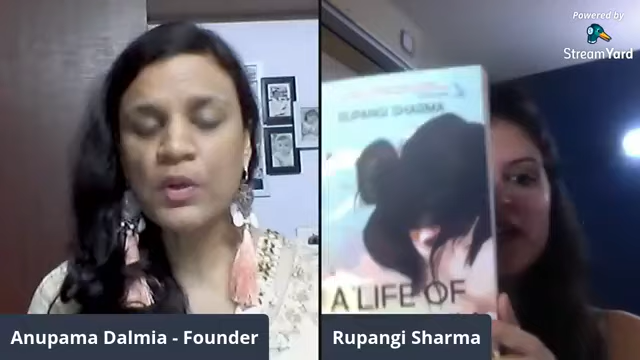 Powered by
StreamYard
RUPANGI SHARMA
A LIFE OF
Anupama Dalmia - Founder
Rupangi Sharma